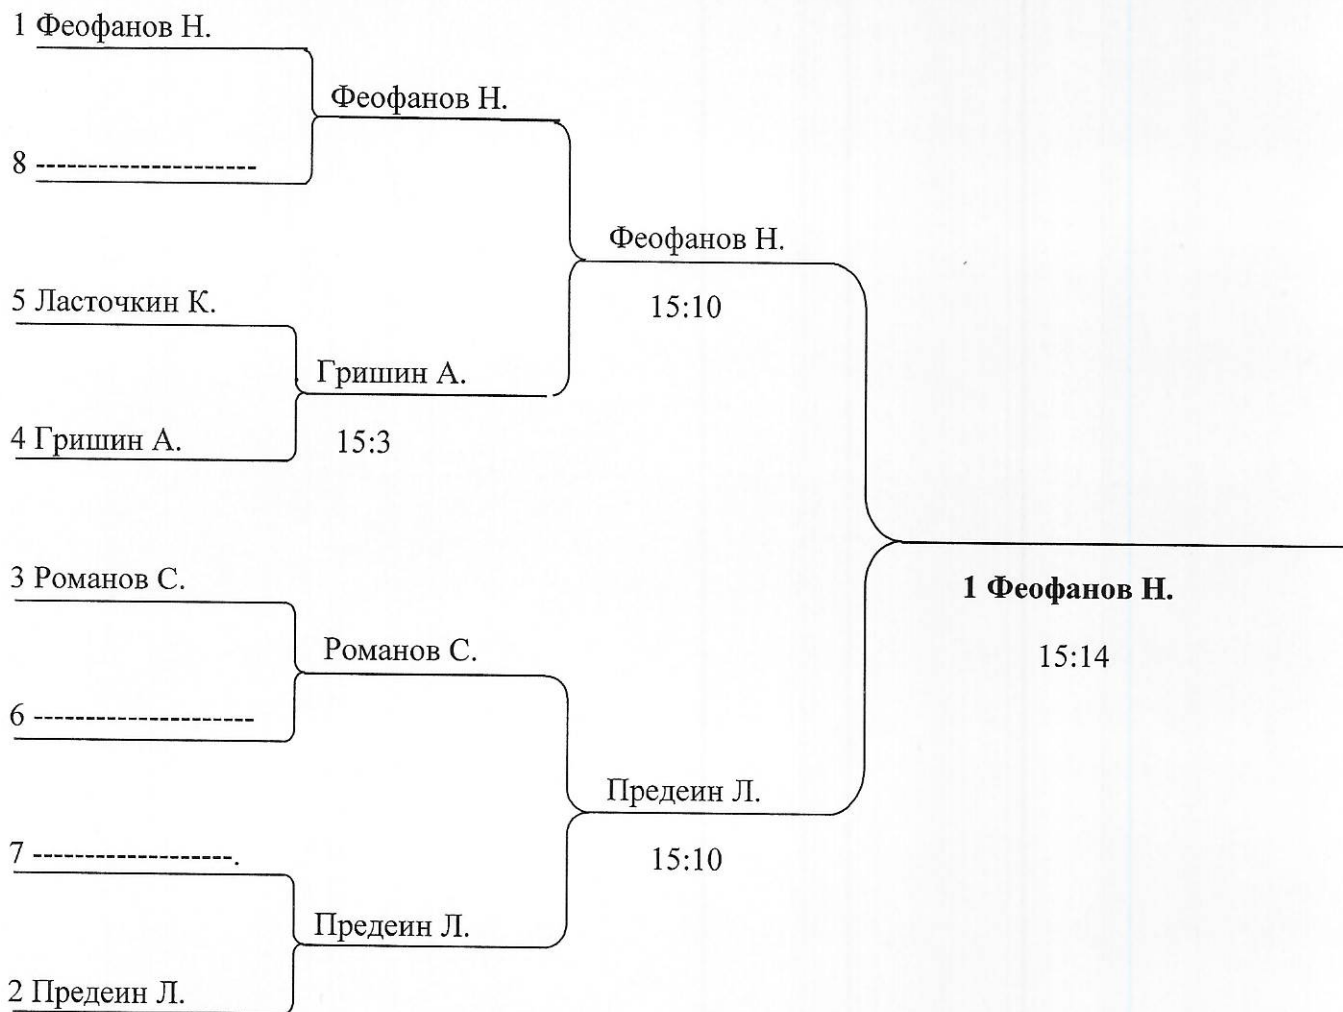 1 Феофанов Н.
Феофанов Н.
8 ---------------------
Феофанов Н.
5 Ласточкин К.
15:10
Гришин А.
4 Гришин А.
15:3
3 Романов С.
1 Феофанов Н.
Романов С.
15:14
6 ---------------------
Предеин Л.
7 -------------------.
15:10
Предеин Л.
2 Предеин Л.